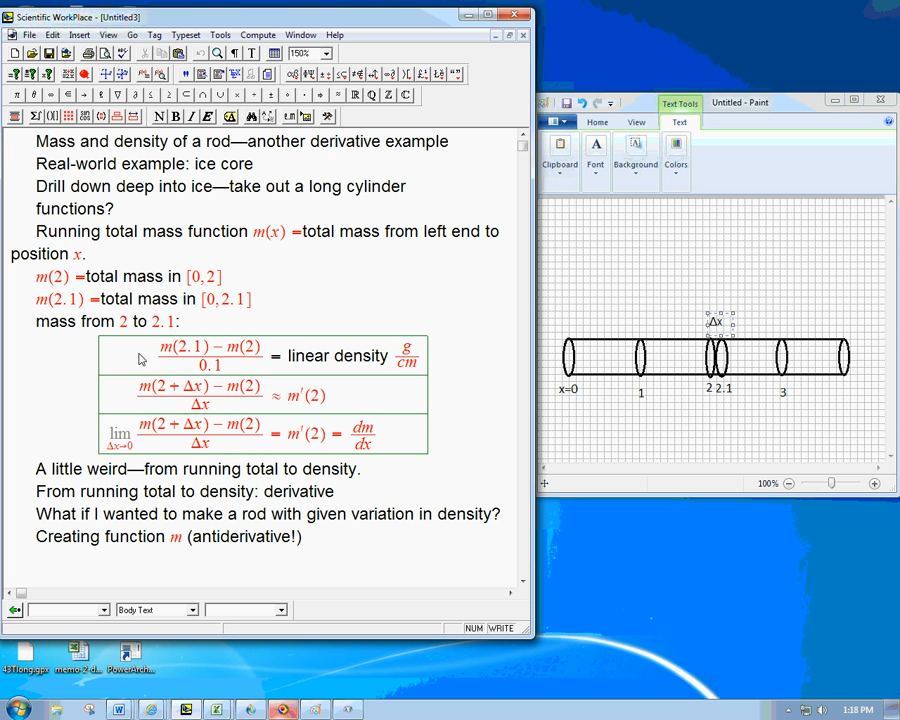 Scientific WorkPlace - [Untitled3]
File Edit Insert View Go Tag Typeset Tools Compute Window Help
150%
π θ ∞ ∈ → ℓ ∇ ∂ ≤ ≥ ⊂ ∩ ∪ × ÷ ± ∘ · ≈ ℝ ℚ ℤ ℂ
N B I E
Mass and density of a rod—another derivative example
Real-world example: ice core
Drill down deep into ice—take out a long cylinder
functions?
Running total mass function m(x) =total mass from left end to
position x.
m(2) =total mass in [0,2]
m(2.1) =total mass in [0,2.1]
mass from 2 to 2.1:
m(2.1) − m(2) / 0.1 = linear density g/cm
m(2 + Δx) − m(2) / Δx ≈ m′(2)
lim Δx→0 m(2 + Δx) − m(2) / Δx = m′(2) = dm/dx
A little weird—from running total to density.
From running total to density: derivative
What if I wanted to make a rod with given variation in density?
Creating function m (antiderivative!)
Body Text
NUM WRITE
Text Tools Untitled - Paint
Home View Text
Clipboard Font Background Colors
Δx
x=0 1 2 2.1 3
100%
43Tlong.gpx memo-2-d... PowerArch...
1:18 PM